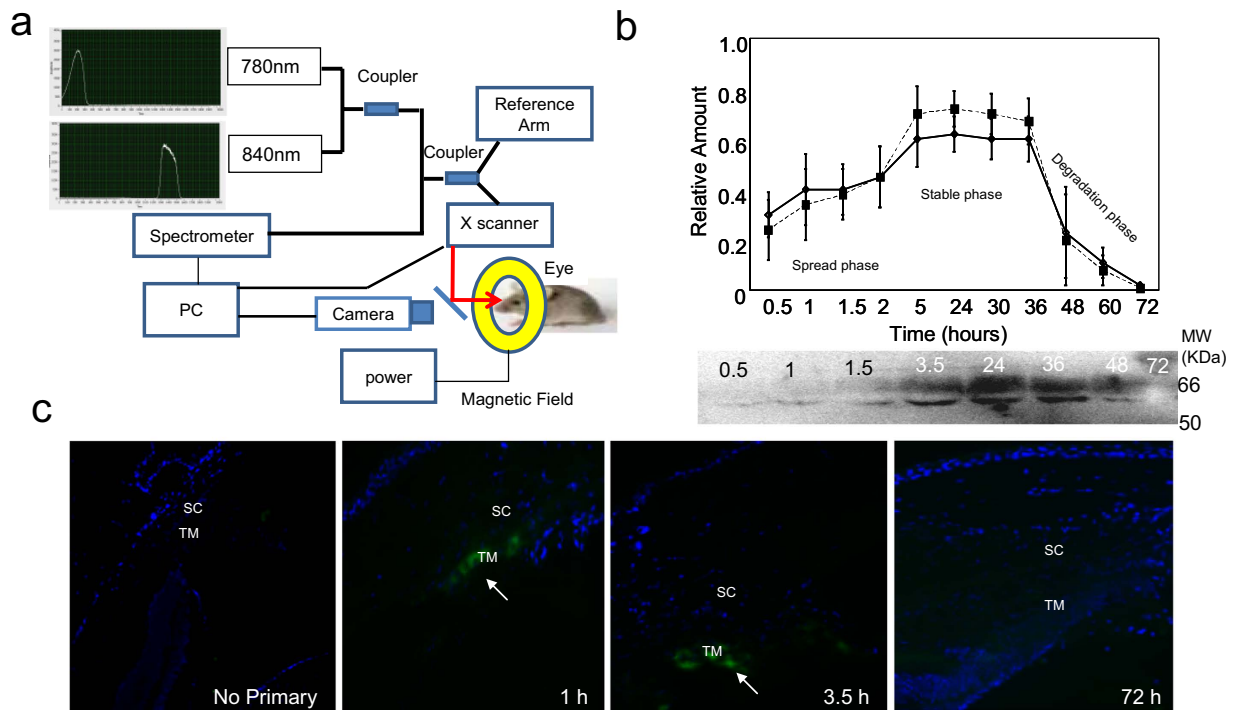 a
780nm
840nm
Coupler
Coupler
Reference
Arm
X scanner
Spectrometer
PC
Camera
Eye
power
Magnetic Field
b
Relative Amount
1.0
0.8
0.6
0.4
0.2
0
Spread phase
Stable phase
Degradation phase
0.5 1 1.5 2 5 24 30 36 48 60 72
Time (hours)
MW
(KDa)
0.5 1 1.5 3.5 24 36 48 72
66
50
c
SC
TM
No Primary
SC
TM
1 h
SC
TM
3.5 h
SC
TM
72 h